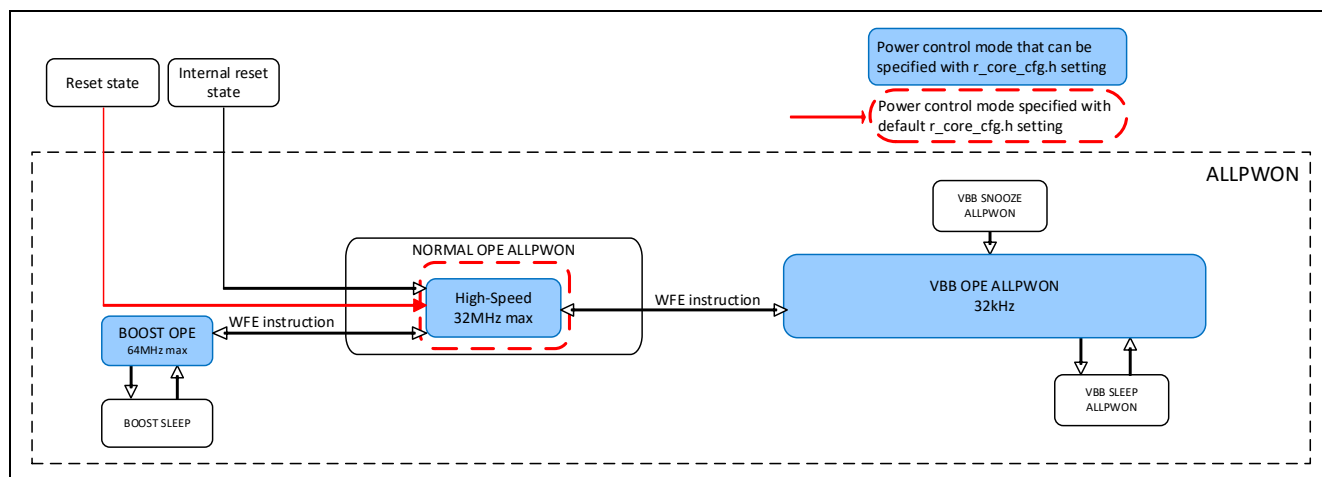 Power control mode that can be
specified with r_core_cfg.h setting
Reset state
Internal reset
state
Power control mode specified with
default r_core_cfg.h setting
ALLPWON
VBB SNOOZE
ALLPWON
NORMAL OPE ALLPWON
High-Speed
32MHz max
WFE instruction
VBB OPE ALLPWON
32kHz
WFE instruction
BOOST OPE
64MHz max
BOOST SLEEP
VBB SLEEP
ALLPWON